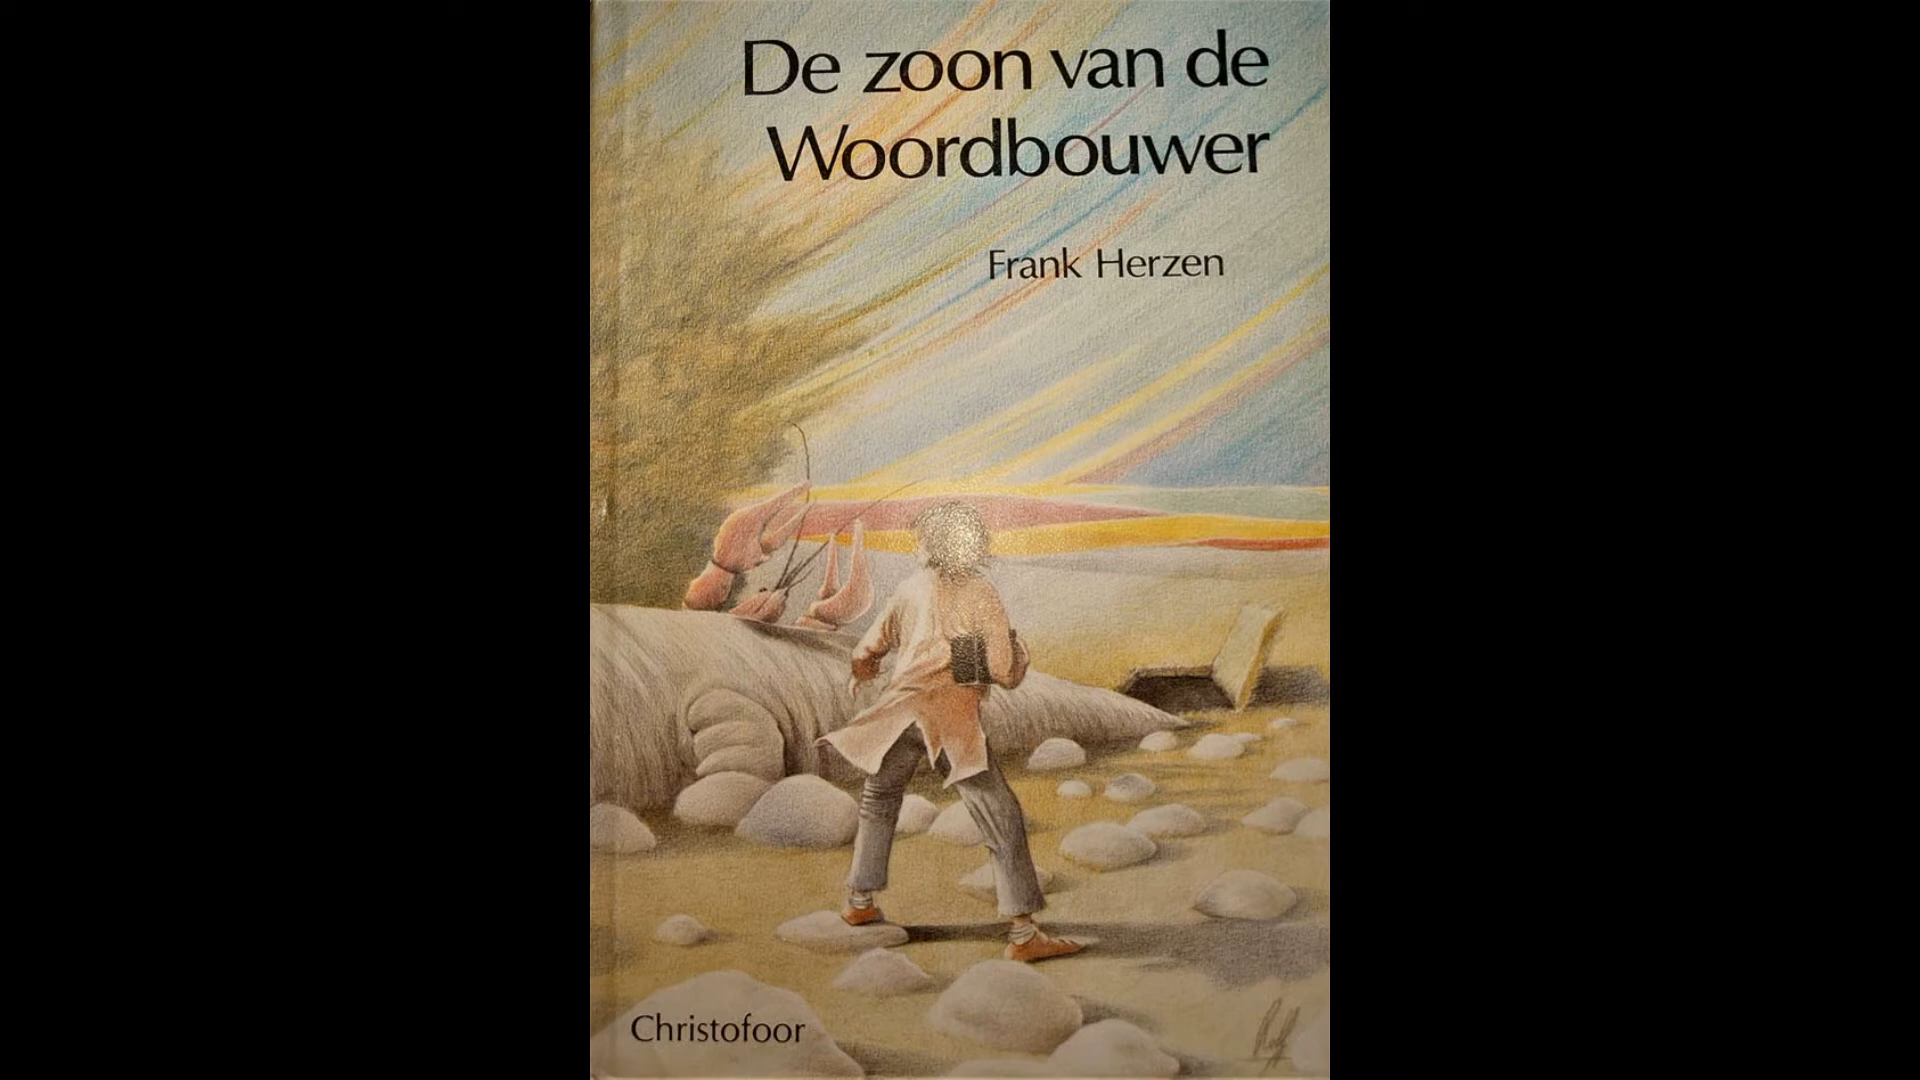 De zoon van de
Woordbouwer
Frank Herzen
Christofoor